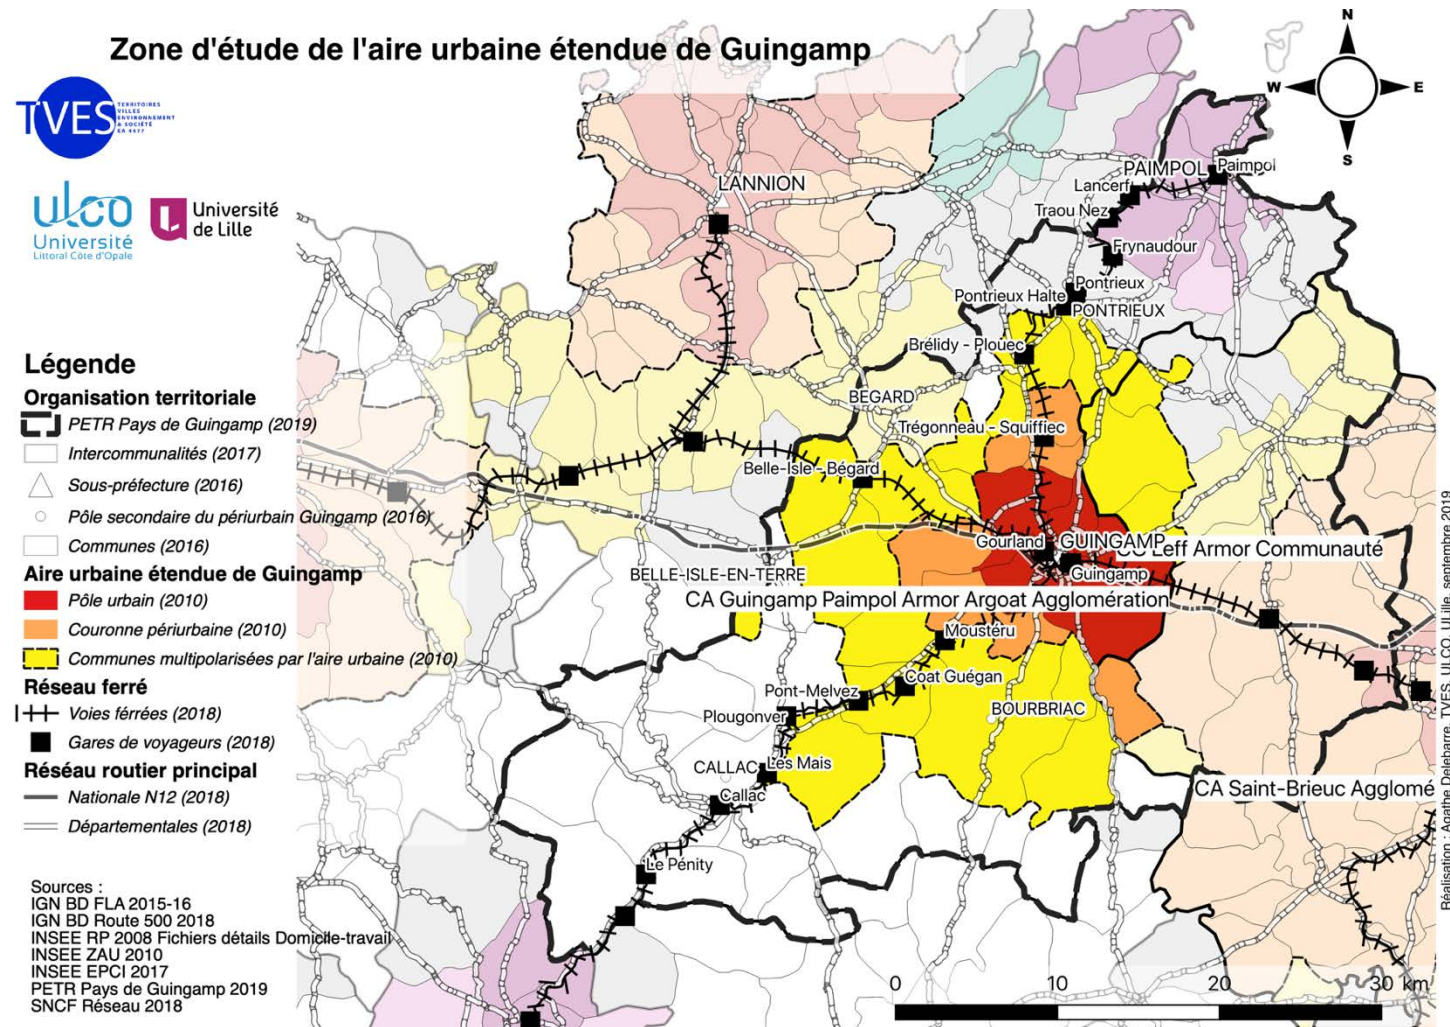 Zone d'étude de l'aire urbaine étendue de Guingamp
TVES
TERRITOIRES
VILLES
ENVIRONNEMENT
& SOCIÉTÉ
EA 4477
ulco
Université
Littoral Côte d'Opale
Université
de Lille
N
W
E
S
LANNION
PAIMPOL
Paimpol
Lancerf
Traou Nez
Frynaudour
Pontrieux
Pontrieux Halte
PONTRIEUX
Brélidy - Plouec
BEGARD
Trégonneau - Squiffiec
Belle-Isle - Bégard
Gourland
GUINGAMP
CC Leff Armor Communauté
Guingamp
BELLE-ISLE-EN-TERRE
CA Guingamp Paimpol Armor Argoat Agglomération
Moustéru
Coat Guégan
Pont-Melvez
BOURBRIAC
Plougonver
CALLAC
Les Mais
Callac
CA Saint-Brieuc Agglomé
Le Pénity
Légende
Organisation territoriale
PETR Pays de Guingamp (2019)
Intercommunalités (2017)
Sous-préfecture (2016)
Pôle secondaire du périurbain Guingamp (2016)
Communes (2016)
Aire urbaine étendue de Guingamp
Pôle urbain (2010)
Couronne périurbaine (2010)
Communes multipolarisées par l'aire urbaine (2010)
Réseau ferré
Voies férrées (2018)
Gares de voyageurs (2018)
Réséau routier principal
Nationale N12 (2018)
Départementales (2018)
Sources :
IGN BD FLA 2015-16
IGN BD Route 500 2018
INSEE RP 2008 Fichiers détails Domicile-travail
INSEE ZAU 2010
INSEE EPCI 2017
PETR Pays de Guingamp 2019
SNCF Réseau 2018
0 10 20 30 km
Réalisation : Agathe Delebarre, TVES, ULCO, ULille, septembre 2019